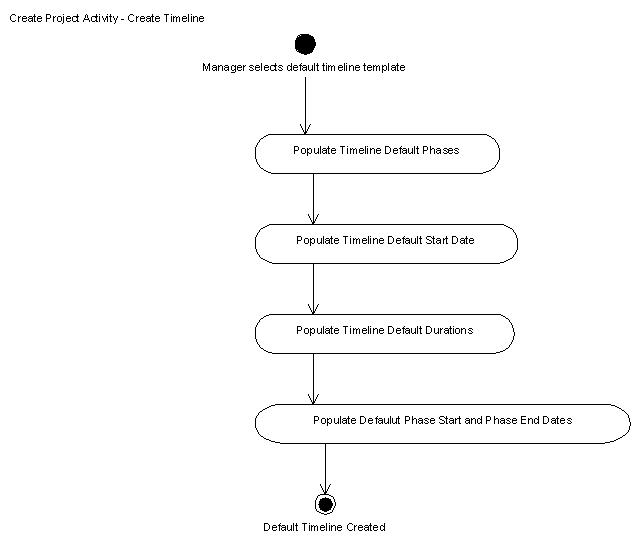 Create Project Activity - Create Timeline
Manager selects default timeline template
Populate Timeline Default Phases
Populate Timeline Default Start Date
Populate Timeline Default Durations
Populate Defaulut Phase Start and Phase End Dates
Default Timeline Created